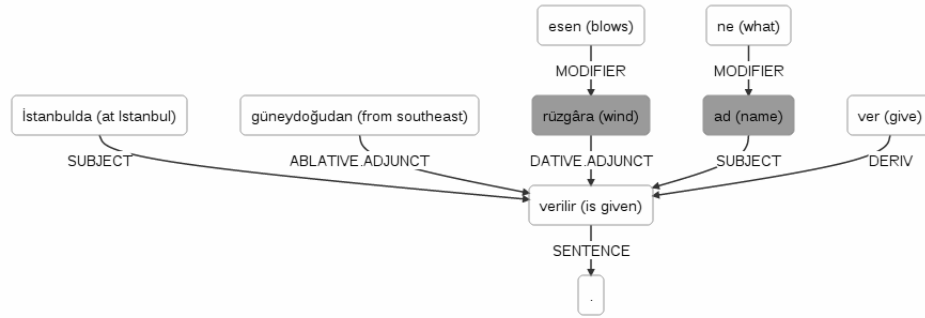 esen (blows) ne (what)
MODIFIER MODIFIER
İstanbulda (at Istanbul) güneydoğudan (from southeast) rüzgâra (wind) ad (name) ver (give)
SUBJECT ABLATIVE.ADJUNCT DATIVE.ADJUNCT SUBJECT DERIV
verilir (is given)
SENTENCE
.